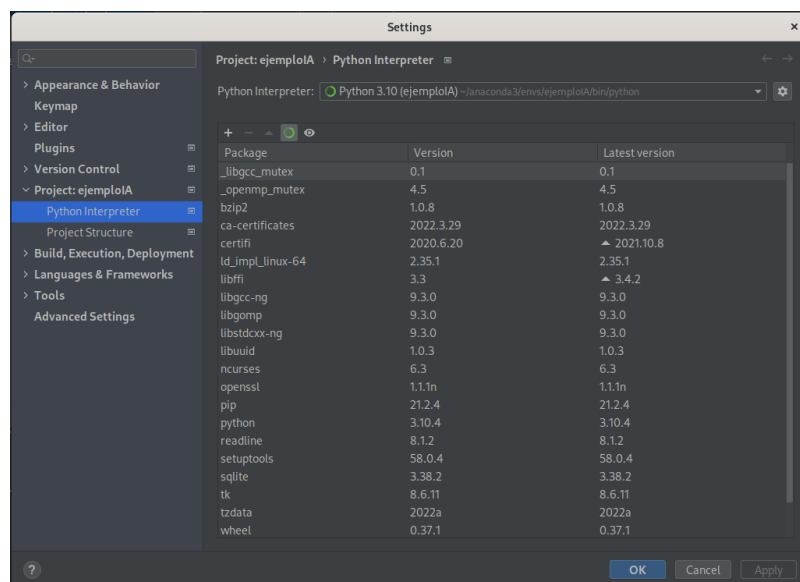 Settings
Project: ejemploIA > Python Interpreter
Appearance & Behavior
Python Interpreter: Python 3.10 (ejemploIA) ~/anaconda3/envs/ejemploIA/bin/python
Keymap
Editor
Plugins
Version Control
Project: ejemploIA
Python Interpreter
Project Structure
Build, Execution, Deployment
Languages & Frameworks
Tools
Advanced Settings
Package Version Latest version
_libgcc_mutex 0.1 0.1
_openmp_mutex 4.5 4.5
bzip2 1.0.8 1.0.8
ca-certificates 2022.3.29 2022.3.29
certifi 2020.6.20 2021.10.8
ld_impl_linux-64 2.35.1 2.35.1
libffi 3.3 3.4.2
libgcc-ng 9.3.0 9.3.0
libgomp 9.3.0 9.3.0
libstdcxx-ng 9.3.0 9.3.0
libuuid 1.0.3 1.0.3
ncurses 6.3 6.3
openssl 1.1.1n 1.1.1n
pip 21.2.4 21.2.4
python 3.10.4 3.10.4
readline 8.1.2 8.1.2
setuptools 58.0.4 58.0.4
sqlite 3.38.2 3.38.2
tk 8.6.11 8.6.11
tzdata 2022a 2022a
wheel 0.37.1 0.37.1
? OK Cancel Apply